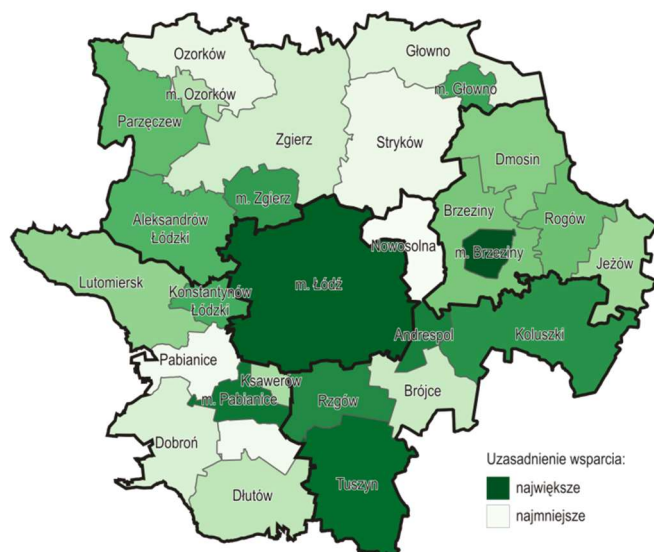 Ozorków
Głowno
m. Ozorków
m. Głowno
Parzęczew
Zgierz
Stryków
Dmosin
m. Zgierz
Aleksandrów
Łódzki
Brzeziny
Rogów
Nowosolna
m. Brzeziny
Jeżów
Lutomiersk
m. Łódź
Konstantynów
Łódzki
Andrespol
Koluszki
Pabianice
Ksawerów
m. Pabianice
Rzgów
Brójce
Dobroń
Dłutów
Tuszyn
Uzasadnienie wsparcia:
największe
najmniejsze